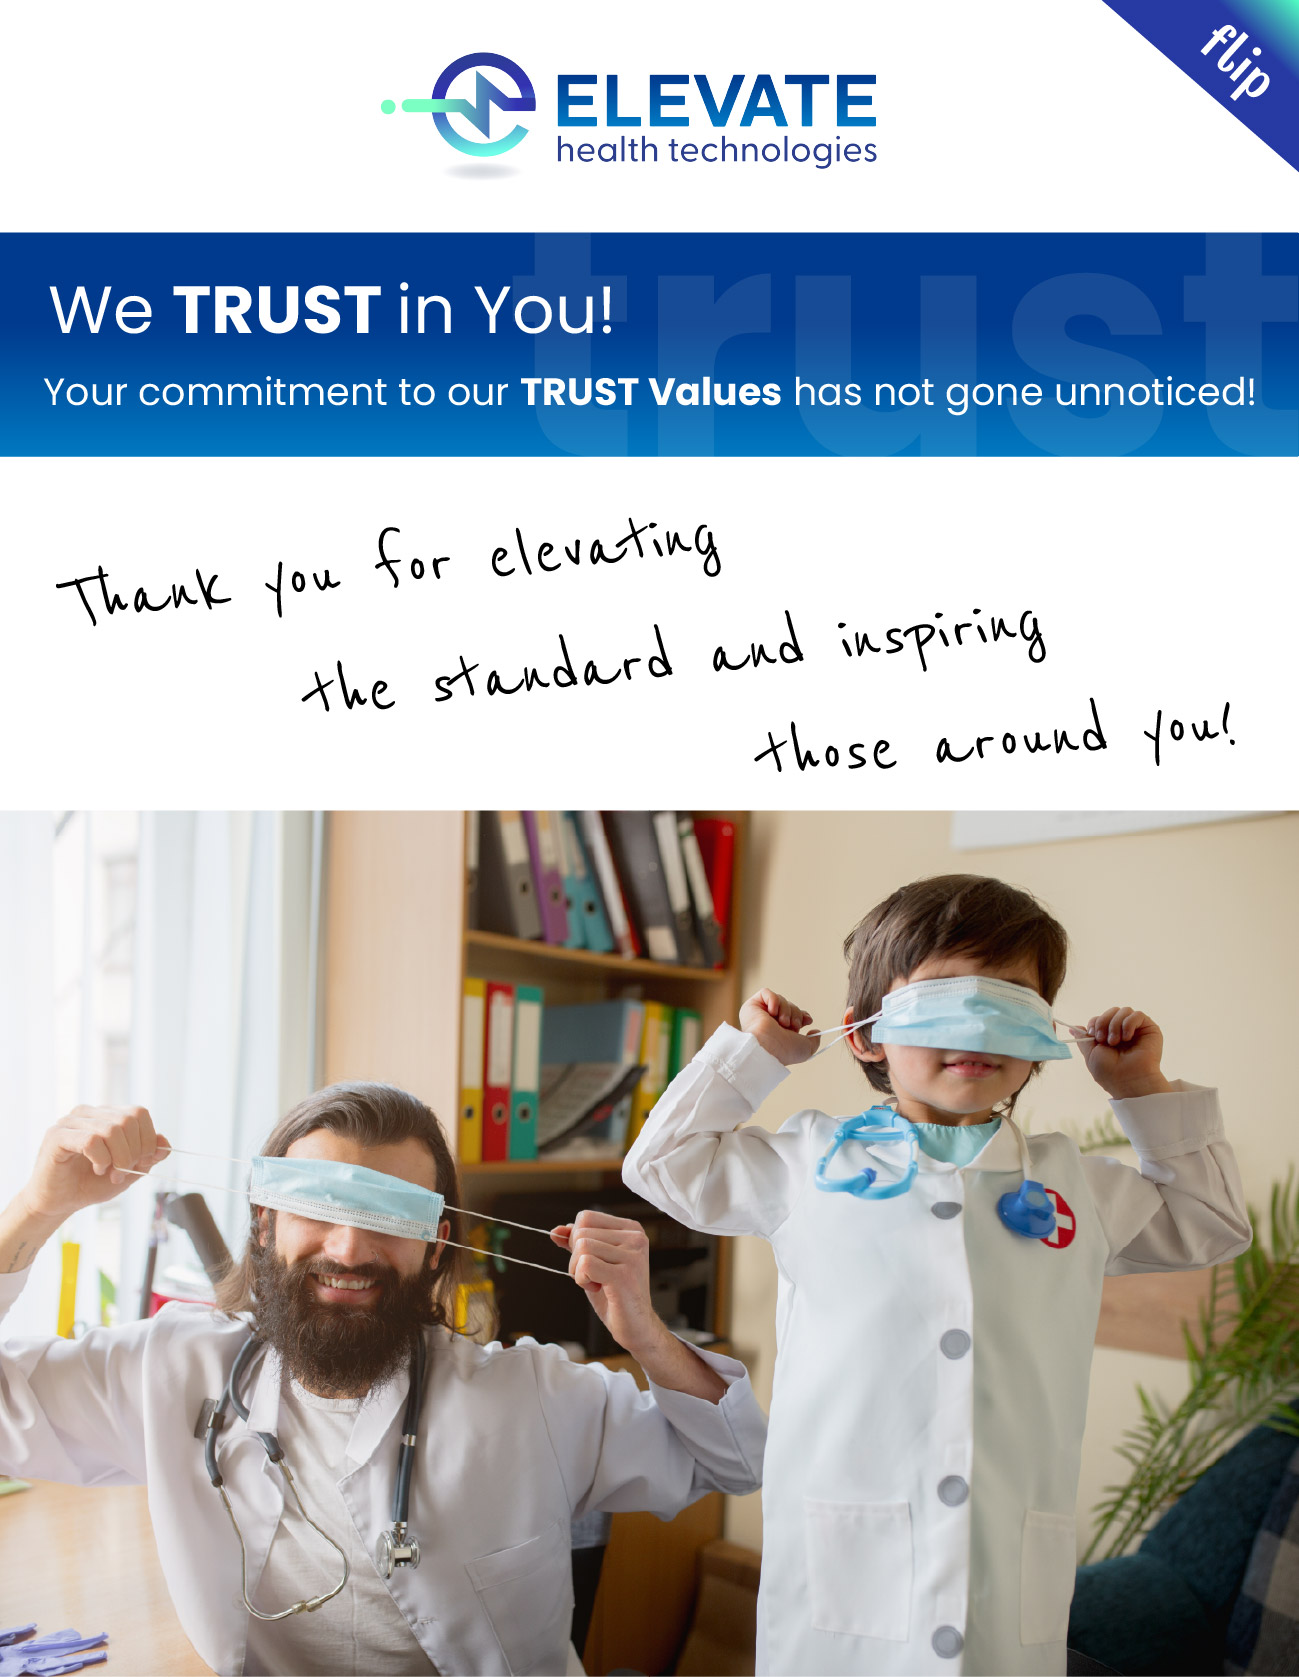 ELEVATE
health technologies
flip
trust
We TRUST in You!
Your commitment to our TRUST Values has not gone unnoticed!
Thank you for elevating
the standard and inspiring
those around you!